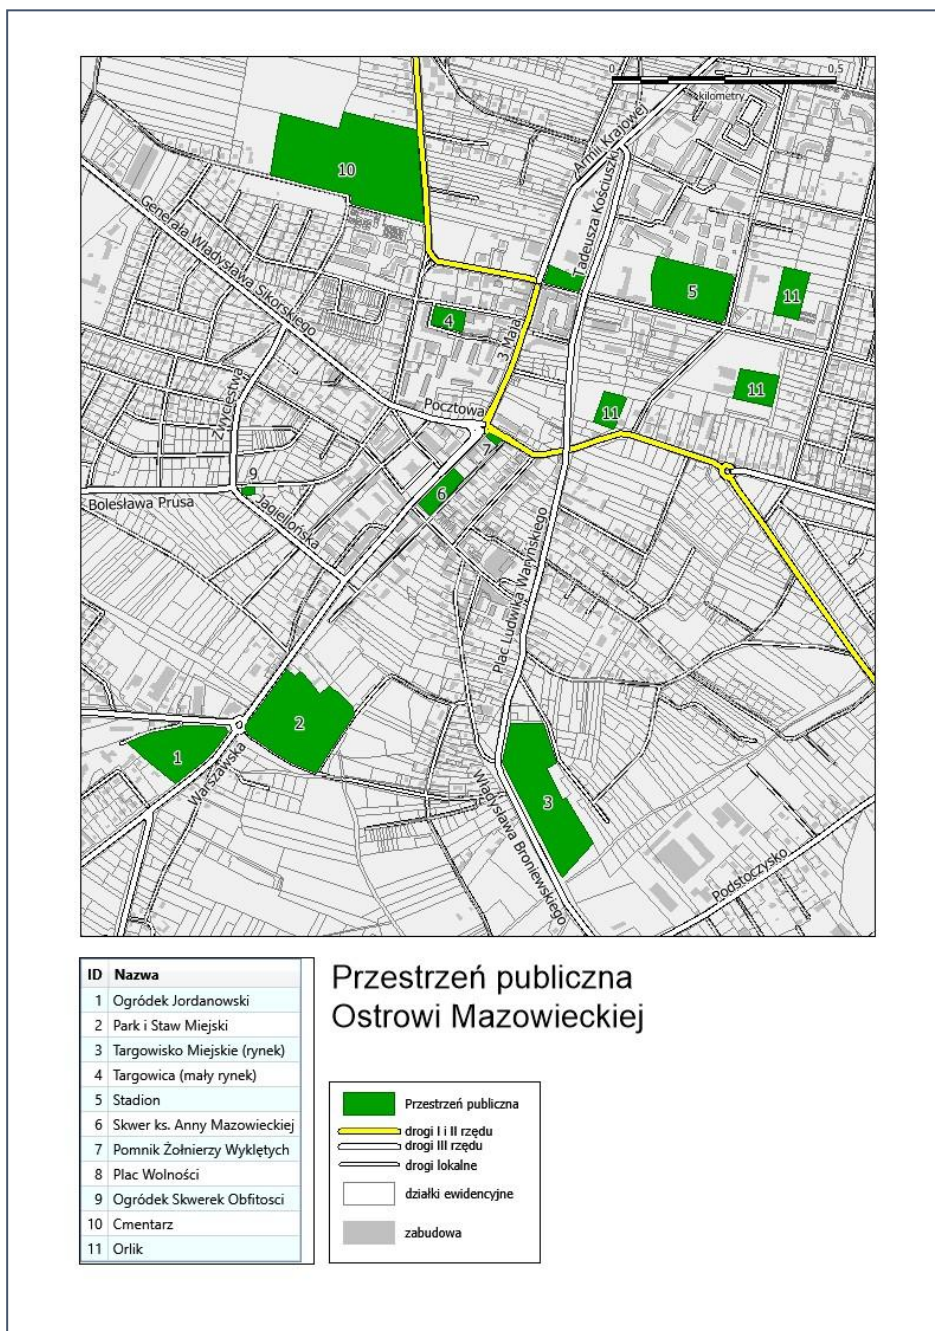 0 0,5
kilometry
Armii Krajowej
Tadeusza Kościuszki
10
Generała Władysława Sikorskiego
5
11
4
3 Maja
11
Zwycięstwa
Pocztowa
11
7
9
6
Bolesława Prusa
Jagiellońska
Plac Ludwika Waryńskiego
2
1
Warszawska
3
Władysława Broniewskiego
Podstoczysko
ID Nazwa
1 Ogródek Jordanowski
2 Park i Staw Miejski
3 Targowisko Miejskie (rynek)
4 Targowica (mały rynek)
5 Stadion
6 Skwer ks. Anny Mazowieckiej
7 Pomnik Żołnierzy Wyklętych
8 Plac Wolności
9 Ogródek Skwerek Obfitosci
10 Cmentarz
11 Orlik
Przestrzeń publiczna
Ostrowi Mazowieckiej
Przestrzeń publiczna
drogi I i II rzędu
drogi III rzędu
drogi lokalne
działki ewidencyjne
zabudowa